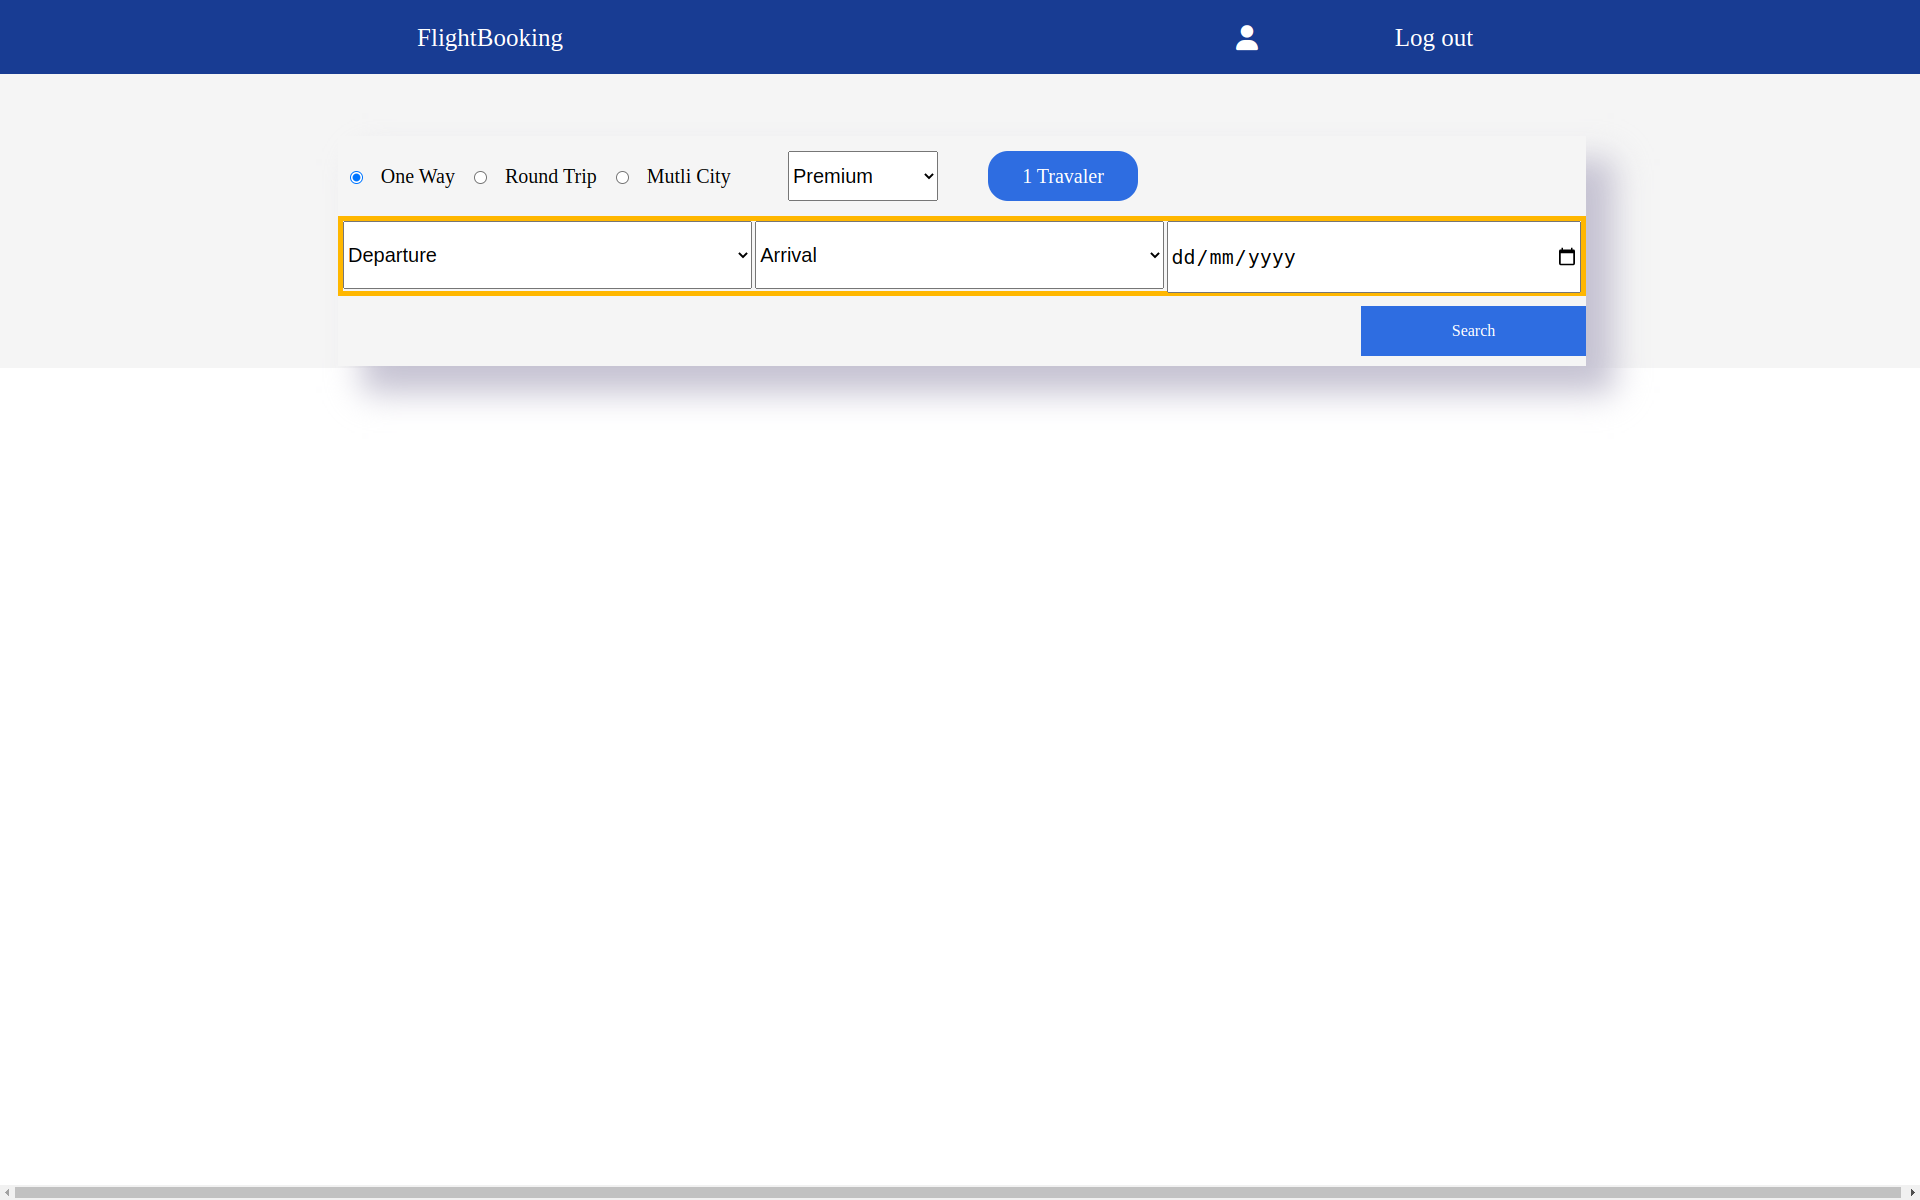 FlightBooking Log out
One Way Round Trip Mutli City Premium 1 Travaler
Departure Arrival dd/mm/yyyy
Search